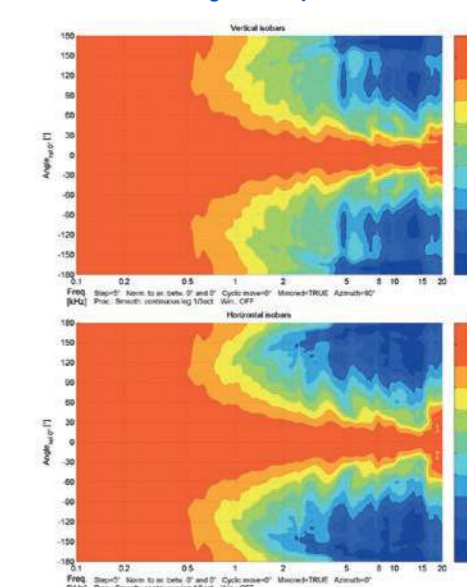 Vertical isobars
180
150
120
90
60
30
0
-30
-60
-90
-120
-150
-180
Angle
0.1 0.2 0.5 1 2 5 8 10 15 20
Freq. Step=5° Norm. to av. betw. 0° and 0° Cyclic move=0° Mirrored=TRUE Azimuth=90°
[kHz] Proc.: Smooth. continuous Win.: OFF
Horizontal isobars
180
150
120
90
60
30
0
-30
-60
-90
-120
-150
-180
Angle
0.1 0.2 0.5 1 2 5 8 10 15 20
Freq. Step=5° Norm. to av. betw. 0° and 0° Cyclic move=0° Mirrored=TRUE Azimuth=0°